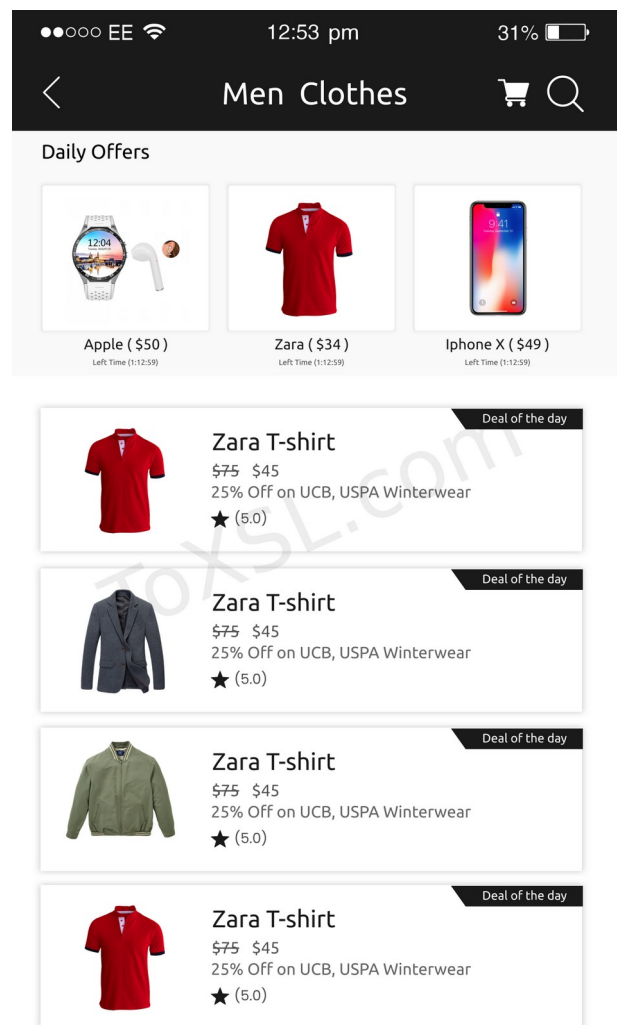 EE 12:53 pm 31%
Men Clothes
Daily Offers
12:04
9:41
Apple ( $50 ) Zara ( $34 ) Iphone X ( $49 )
Left Time (1:12:59) Left Time (1:12:59) Left Time (1:12:59)
Deal of the day
Zara T-shirt
$75 $45
25% Off on UCB, USPA Winterwear
(5.0)
ToXSL.com
Deal of the day
Zara T-shirt
$75 $45
25% Off on UCB, USPA Winterwear
(5.0)
Deal of the day
Zara T-shirt
$75 $45
25% Off on UCB, USPA Winterwear
(5.0)
Deal of the day
Zara T-shirt
$75 $45
25% Off on UCB, USPA Winterwear
(5.0)